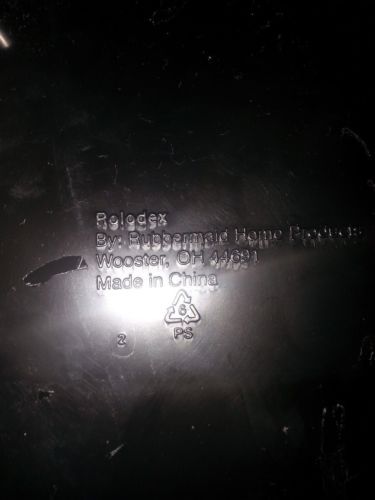 Rolodex
By: Rubbermaid Home Products
Wooster, OH 44691
Made in China
6
PS
2